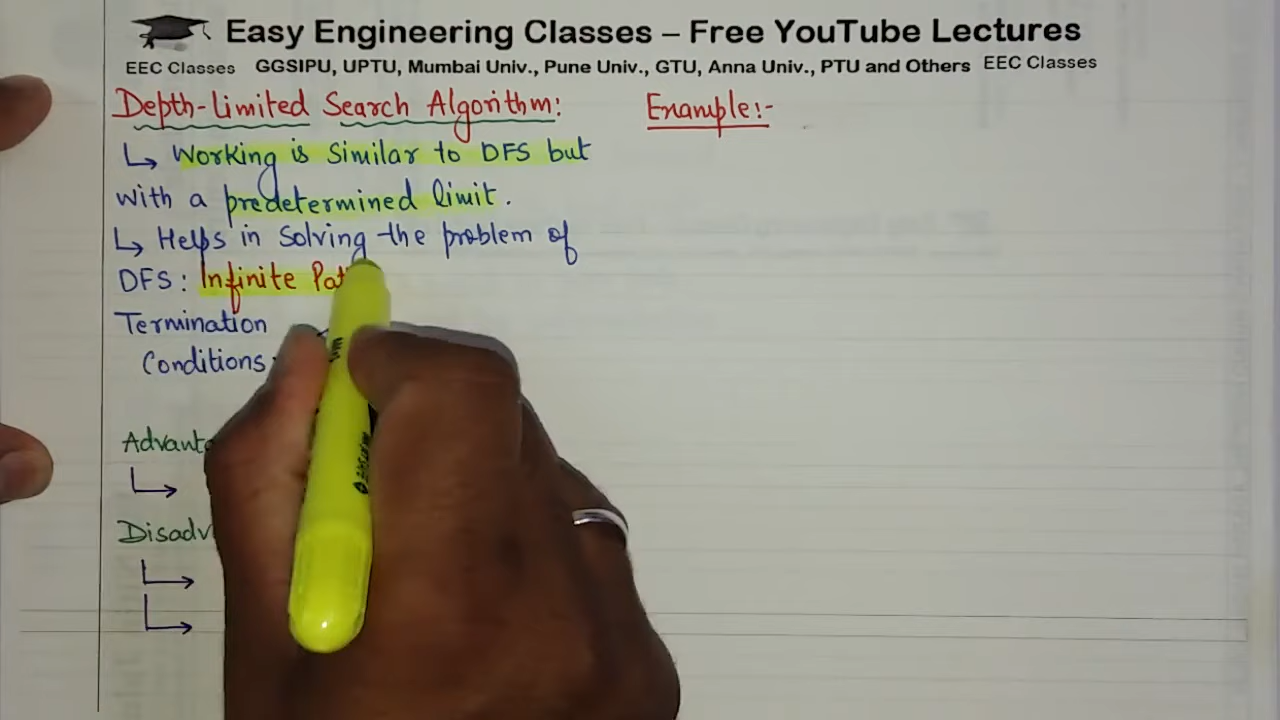 Easy Engineering Classes – Free YouTube Lectures
EEC Classes GGSIPU, UPTU, Mumbai Univ., Pune Univ., GTU, Anna Univ., PTU and Others EEC Classes
Depth-Limited Search Algorithm:
↳ Working is Similar to DFS but
with a predetermined limit.
↳ Helps in Solving the problem of
DFS: Infinite
Termination
Conditions:
Example:-